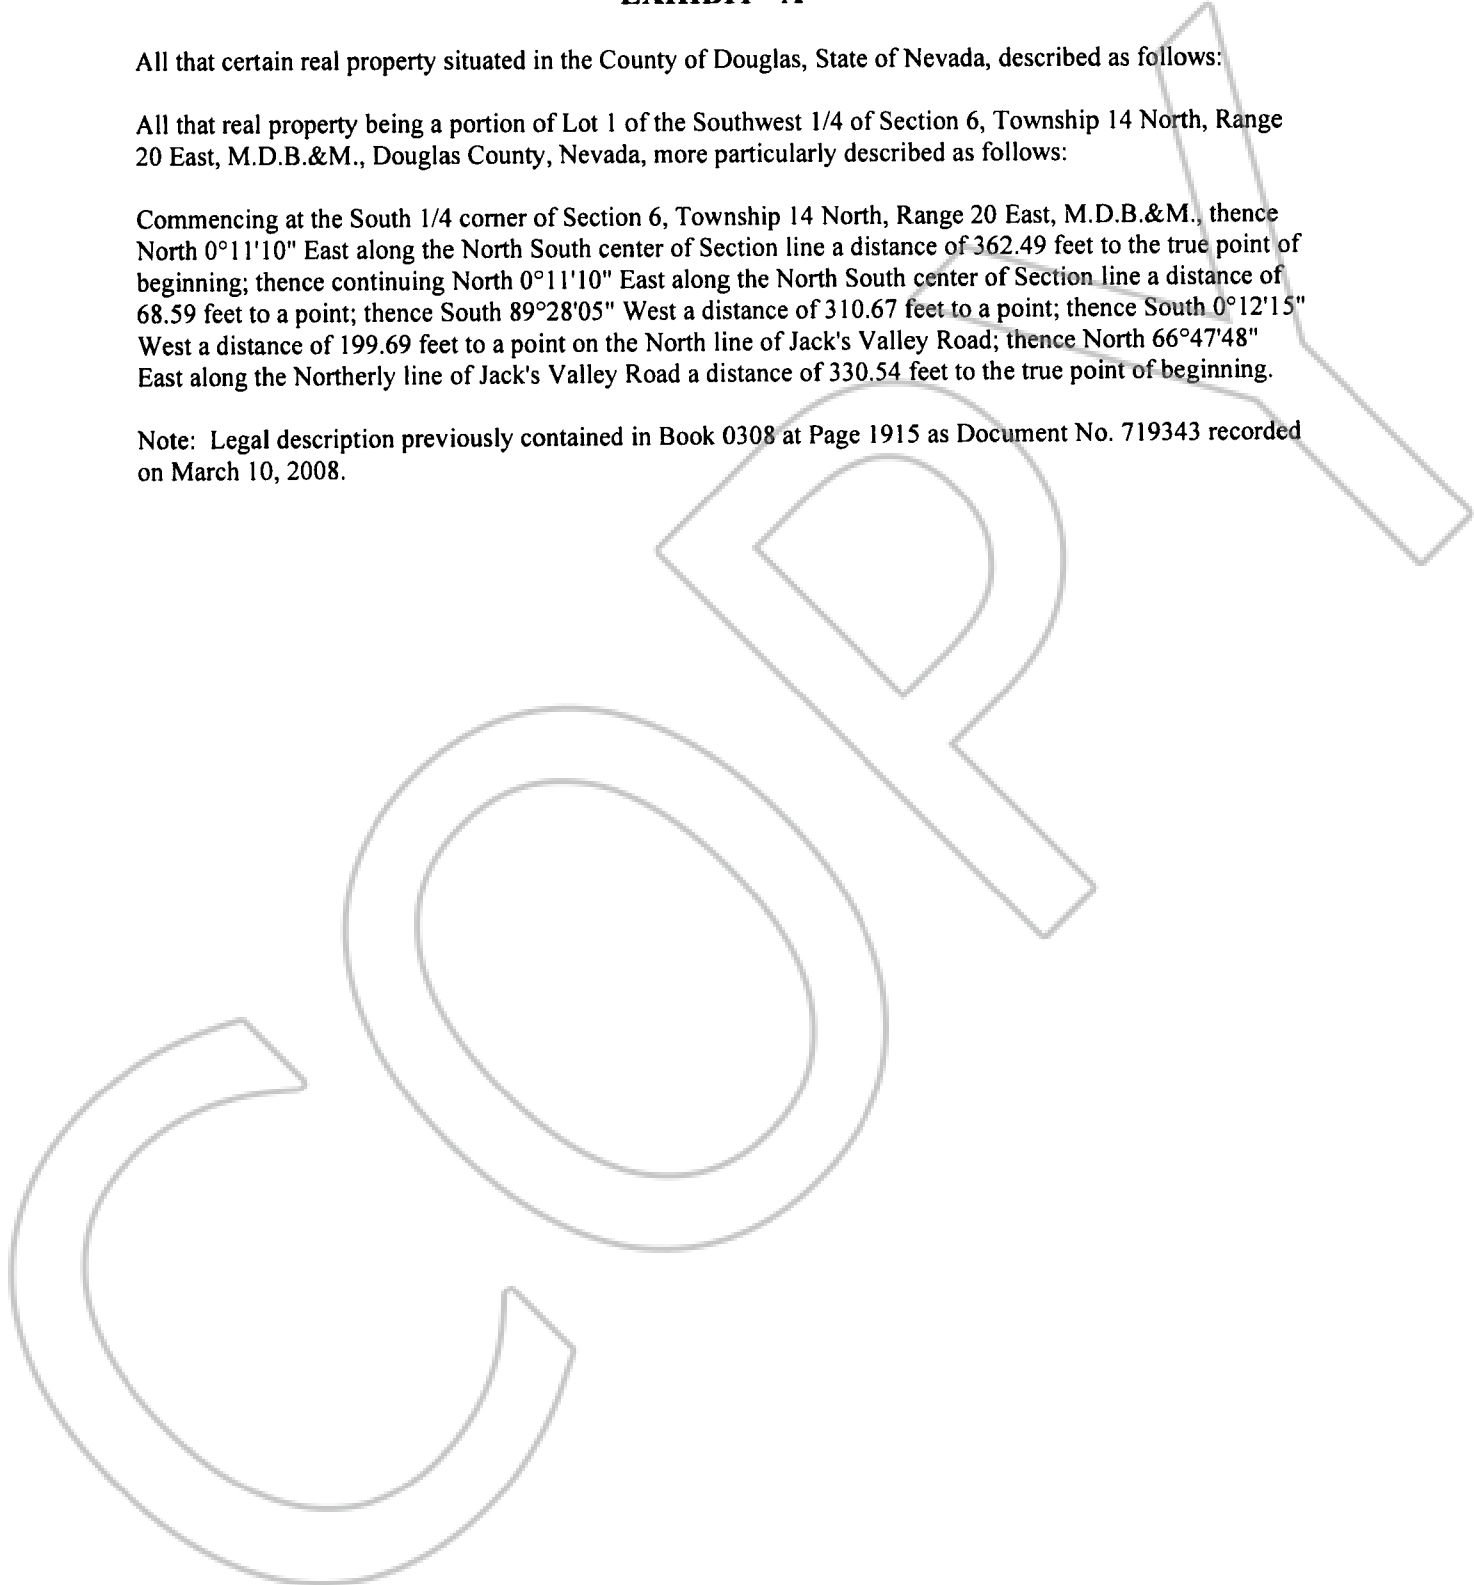 All that certain real property situated in the County of Douglas, State of Nevada, described as follows:
All that real property being a portion of Lot 1 of the Southwest 1/4 of Section 6, Township 14 North, Range
20 East, M.D.B.&M., Douglas County, Nevada, more particularly described as follows:
Commencing at the South 1/4 corner of Section 6, Township 14 North, Range 20 East, M.D.B.&M., thence
North 0°11'10" East along the North South center of Section line a distance of 362.49 feet to the true point of
beginning; thence continuing North 0°11'10" East along the North South center of Section line a distance of
68.59 feet to a point; thence South 89°28'05" West a distance of 310.67 feet to a point; thence South 0°12'15"
West a distance of 199.69 feet to a point on the North line of Jack's Valley Road; thence North 66°47'48"
East along the Northerly line of Jack's Valley Road a distance of 330.54 feet to the true point of beginning.
Note: Legal description previously contained in Book 0308 at Page 1915 as Document No. 719343 recorded
on March 10, 2008.
COPY